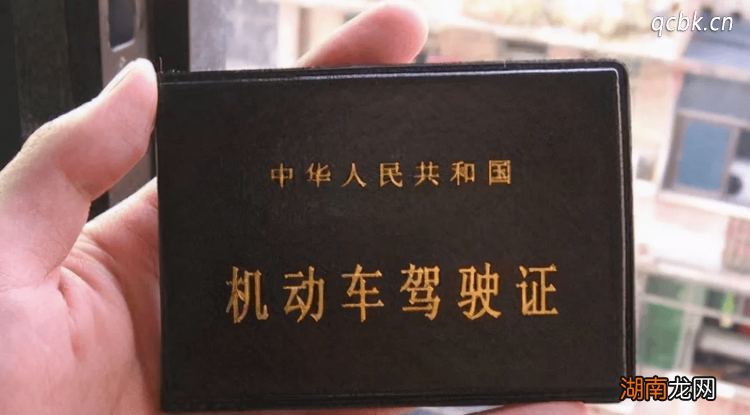 qcbk.cn
中华人民共和国
机动车驾驶证
湖南龙网